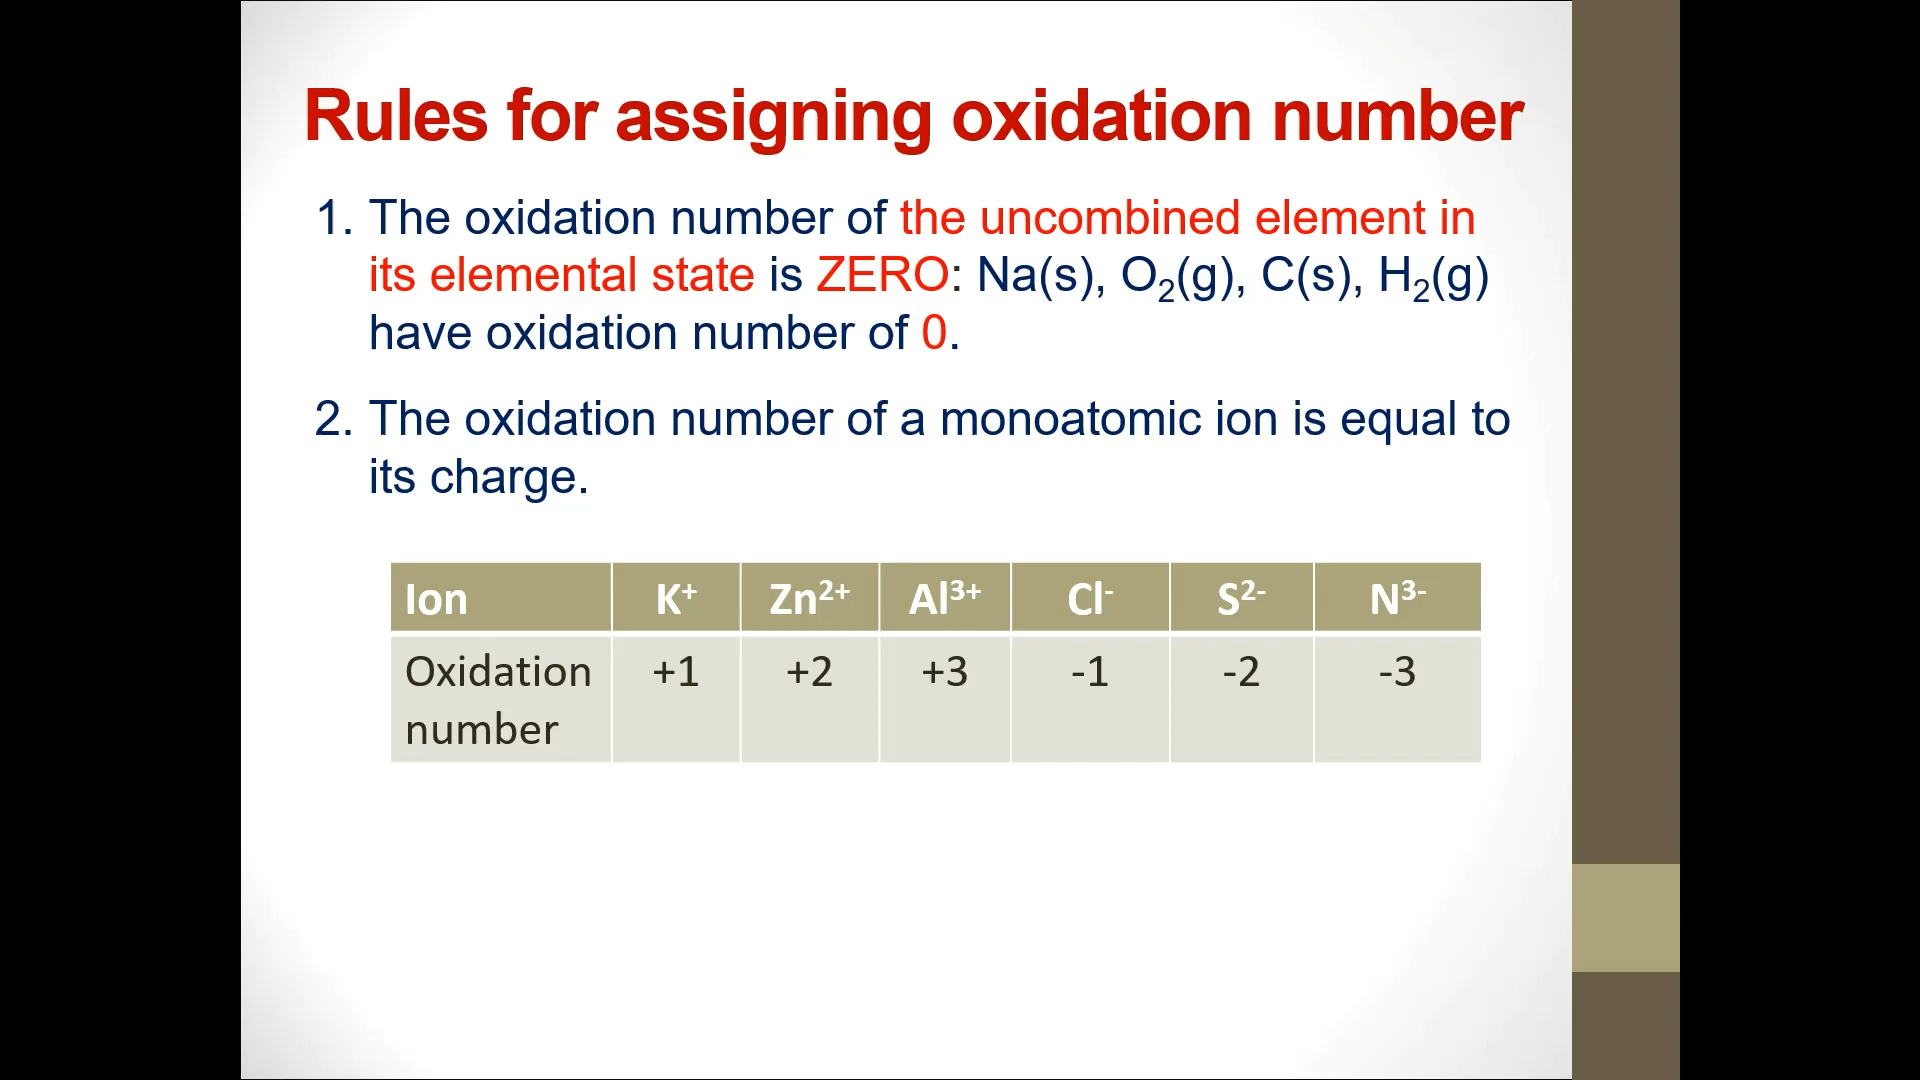 Rules for assigning oxidation number
1. The oxidation number of the uncombined element in
its elemental state is ZERO: Na(s), O₂(g), C(s), H₂(g)
have oxidation number of 0.
2. The oxidation number of a monoatomic ion is equal to
its charge.
Ion K⁺ Zn²⁺ Al³⁺ Cl⁻ S²⁻ N³⁻
Oxidation +1 +2 +3 -1 -2 -3
number